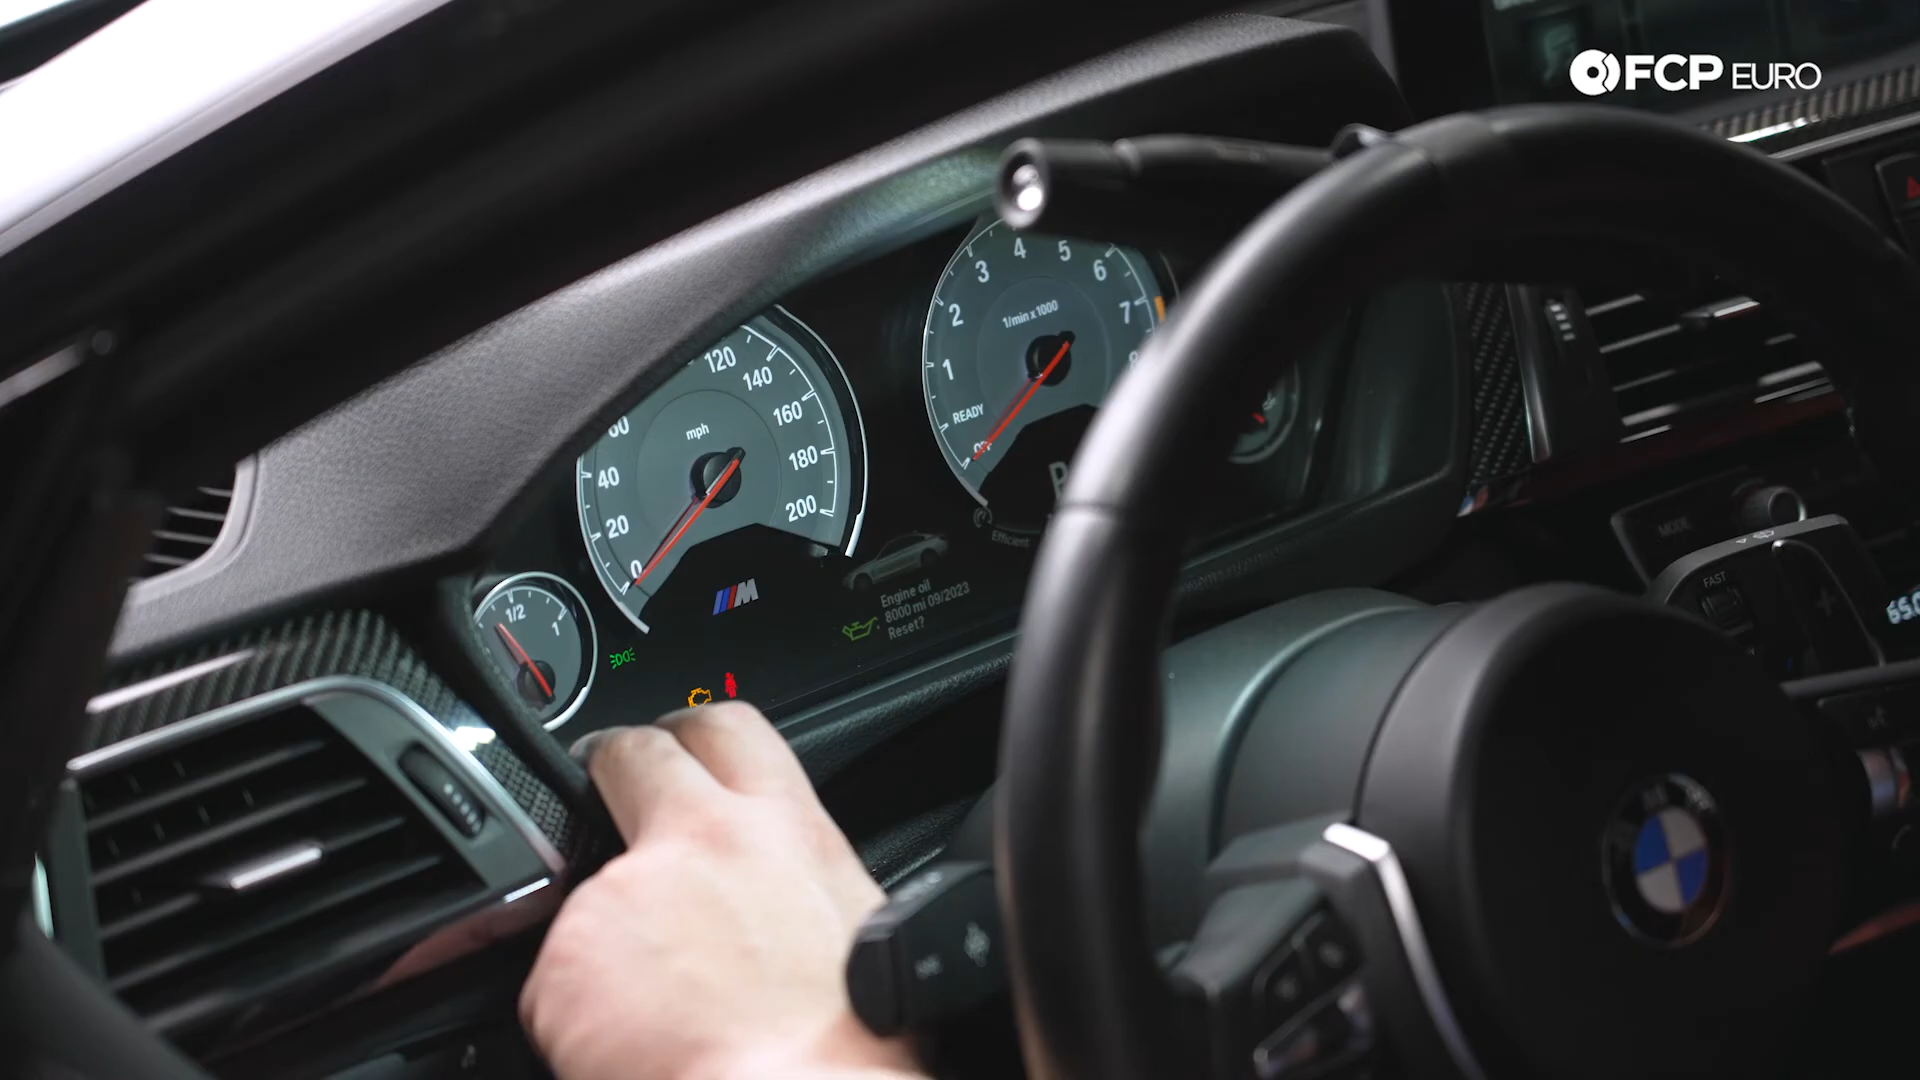 FCP EURO
4
5
3
6
2
7
1/min x 1000
1
READY
120
140
160
mph
40
180
20
200
0
M
Efficient
Engine oil
8000 mi 09/2023
Reset?
1/2
1
MODE
FAST